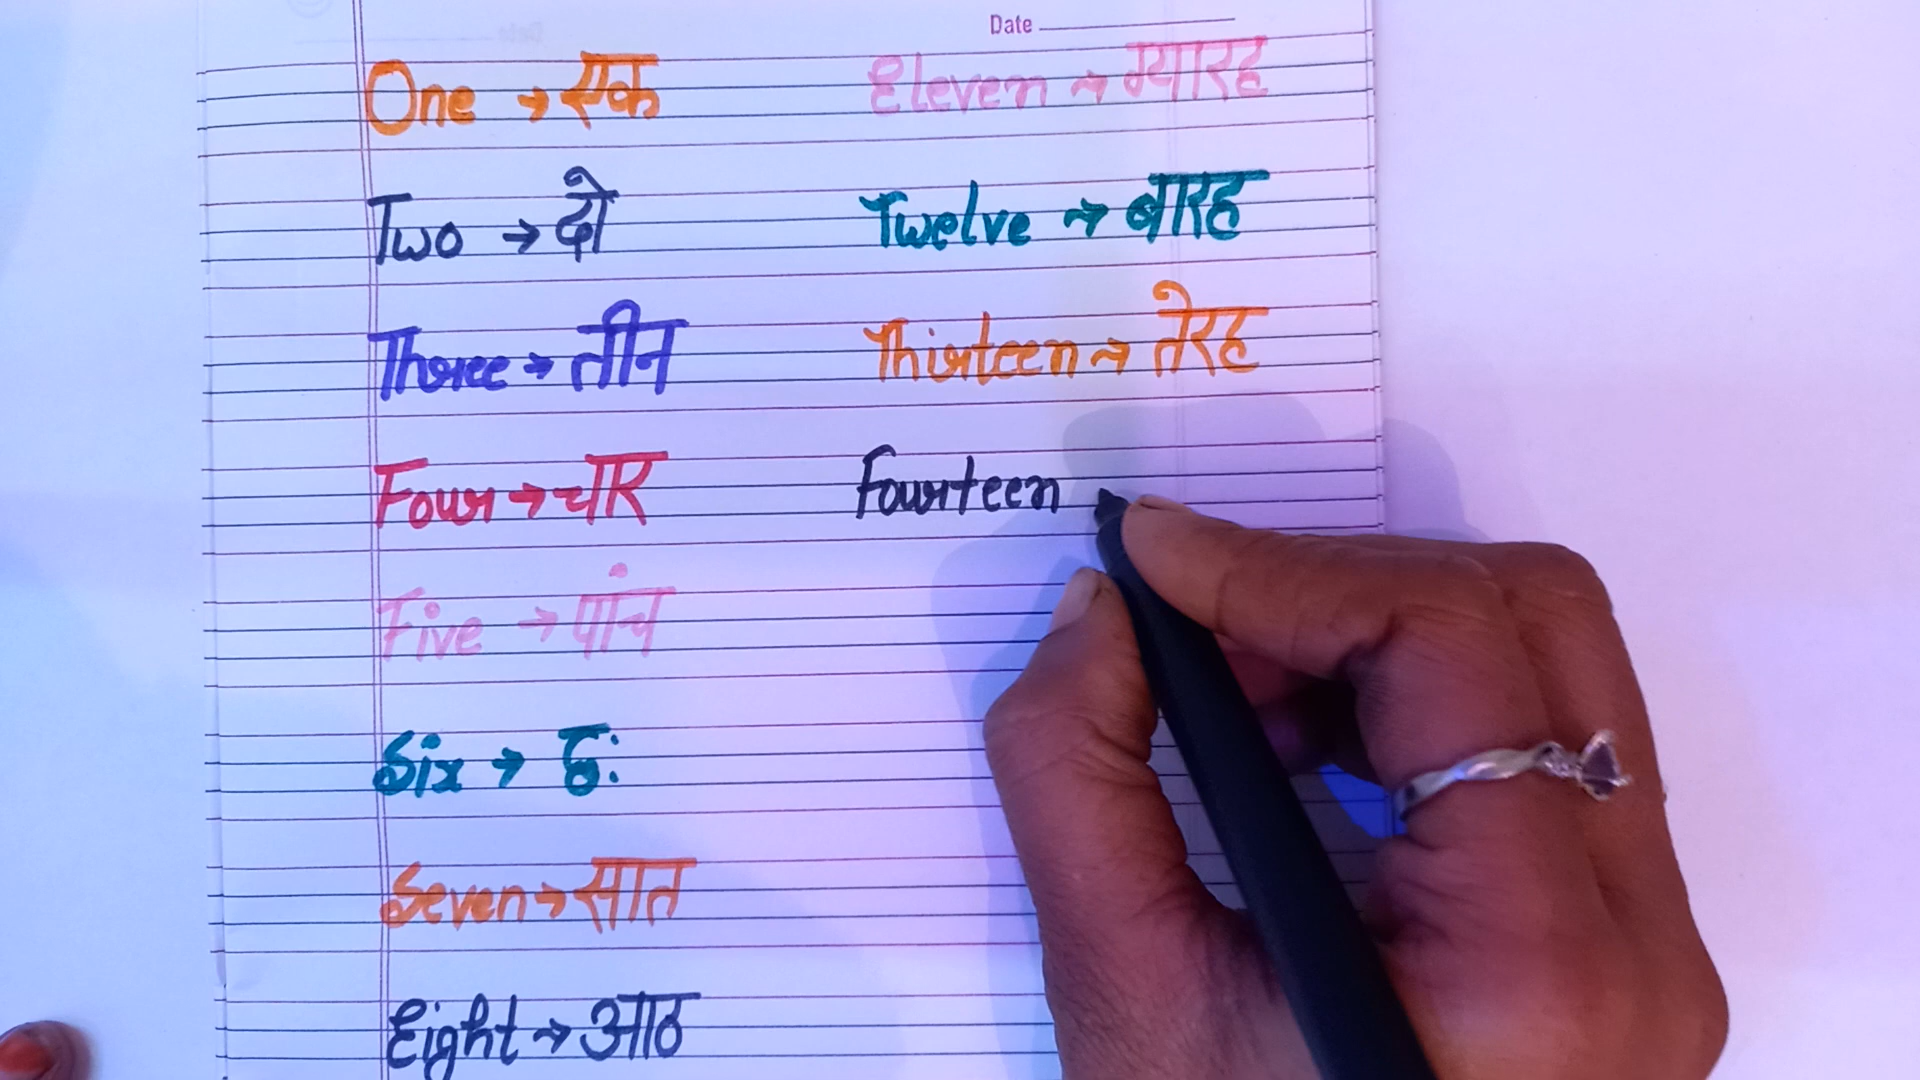 Date
One → एक
Two → दो
Three → तीन
Four → चार
Five → पांच
Six → छ:
Seven → सात
Eight → आठ
Eleven → ग्यारह
Twelve → बारह
Thirteen → तेरह
Fourteen